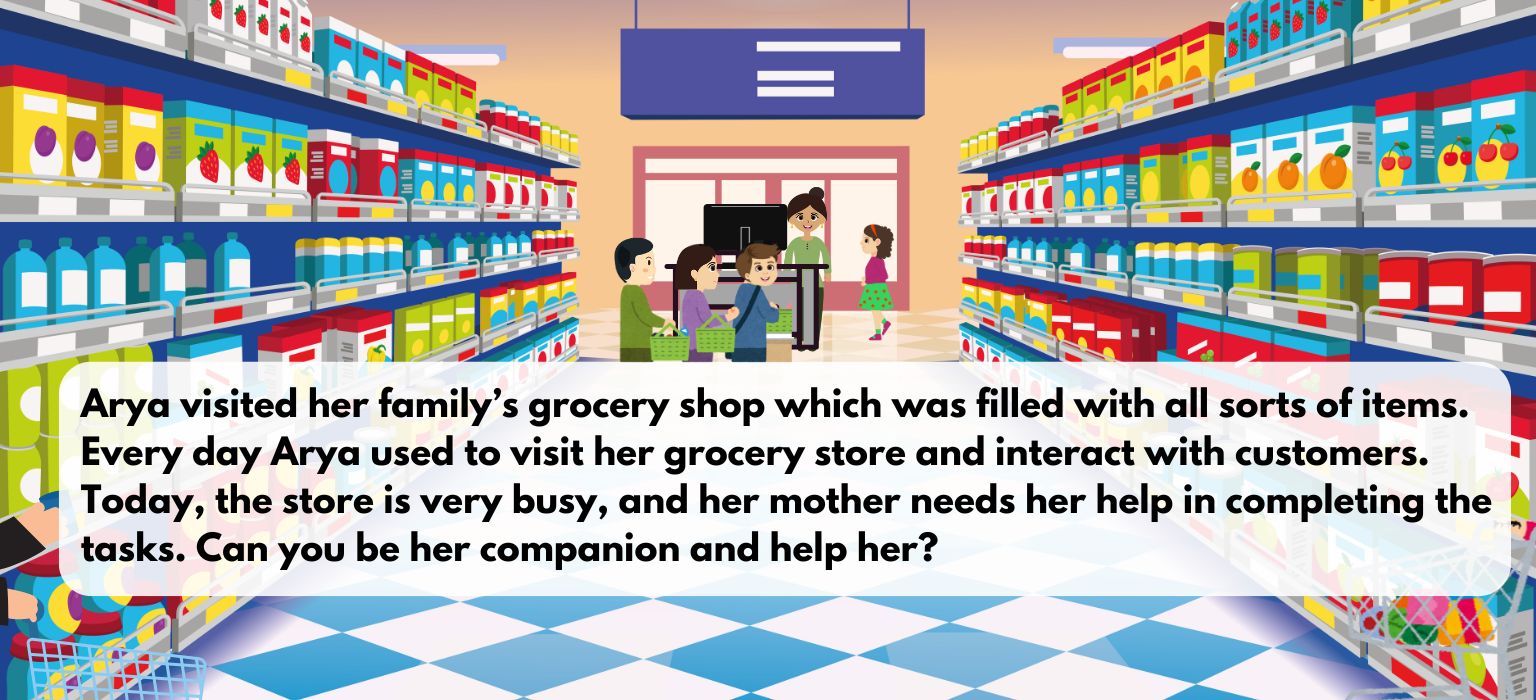 Arya visited her family’s grocery shop which was filled with all sorts of items.
Every day Arya used to visit her grocery store and interact with customers.
Today, the store is very busy, and her mother needs her help in completing the
tasks. Can you be her companion and help her?